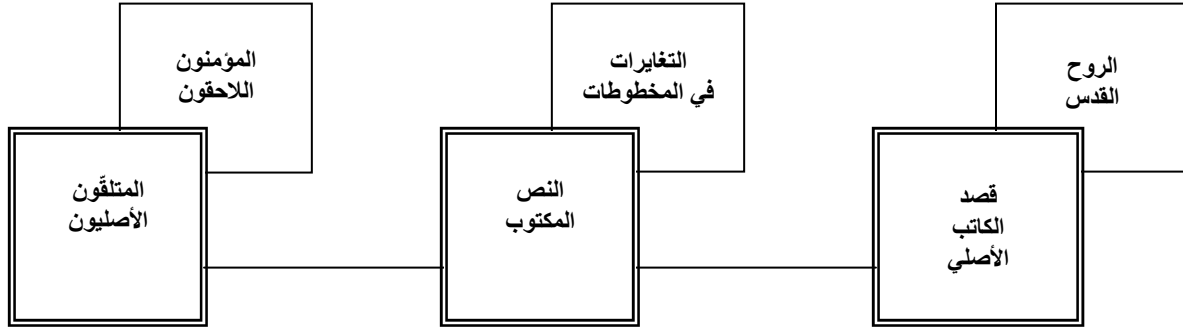 الروح
القدس
قصد
الكاتب
الأصلي
التغايرات
في المخطوطات
النص
المكتوب
المؤمنون
اللاحقون
المتلقّون
الأصليون